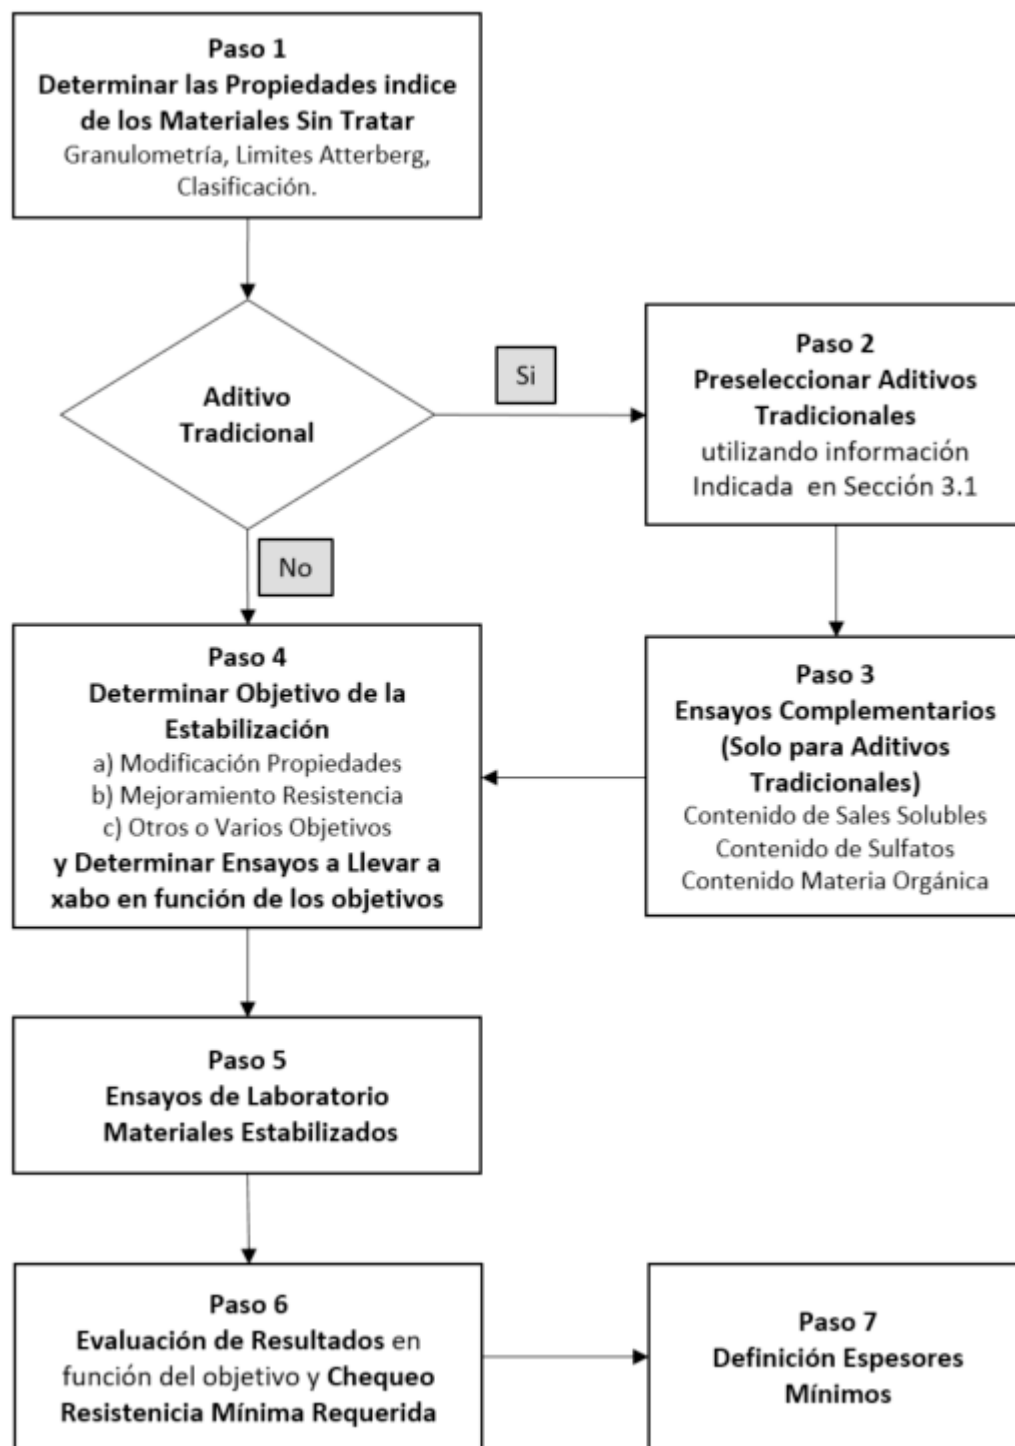 Paso 1
Determinar las Propiedades indice
de los Materiales Sin Tratar
Granulometría, Limites Atterberg,
Clasificación.
Aditivo
Tradicional
Si
Paso 2
Preseleccionar Aditivos
Tradicionales
utilizando información
Indicada en Sección 3.1
No
Paso 3
Ensayos Complementarios
(Solo para Aditivos
Tradicionales)
Contenido de Sales Solubles
Contenido de Sulfatos
Contenido Materia Orgánica
Paso 4
Determinar Objetivo de la
Estabilización
a) Modificación Propiedades
b) Mejoramiento Resistencia
c) Otros o Varios Objetivos
y Determinar Ensayos a Llevar a
xabo en función de los objetivos
Paso 5
Ensayos de Laboratorio
Materiales Estabilizados
Paso 6
Evaluación de Resultados en
función del objetivo y Chequeo
Resistenicia Mínima Requerida
Paso 7
Definición Espesores
Mínimos